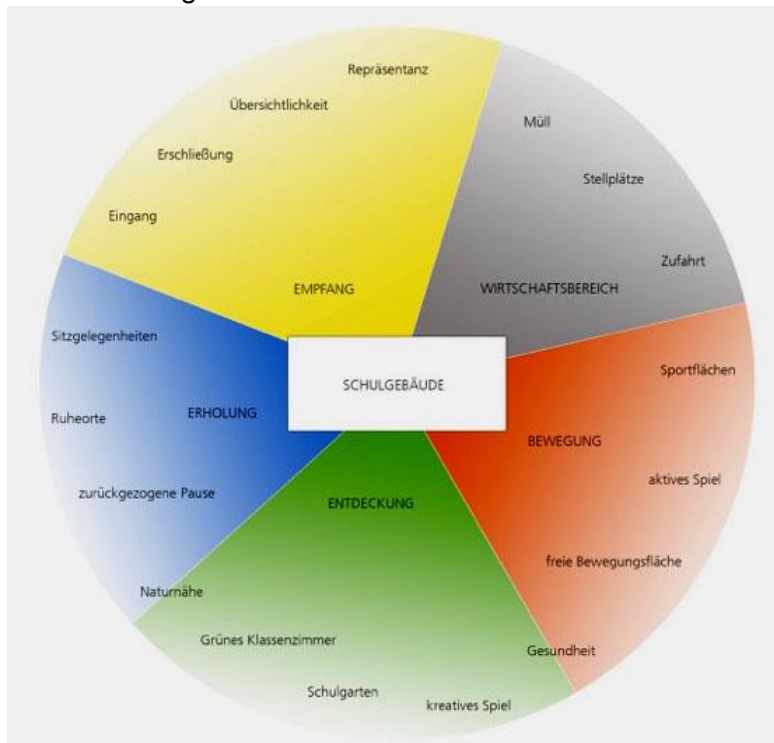 Repräsentanz
Übersichtlichkeit
Erschließung
Eingang
EMPFANG
Müll
Stellplätze
Zufahrt
WIRTSCHAFTSBEREICH
Sitzgelegenheiten
Ruheorte
ERHOLUNG
zurückgezogene Pause
SCHULGEBÄUDE
Sportflächen
BEWEGUNG
aktives Spiel
freie Bewegungsfläche
Gesundheit
ENTDECKUNG
Naturnähe
Grünes Klassenzimmer
Schulgarten
kreatives Spiel